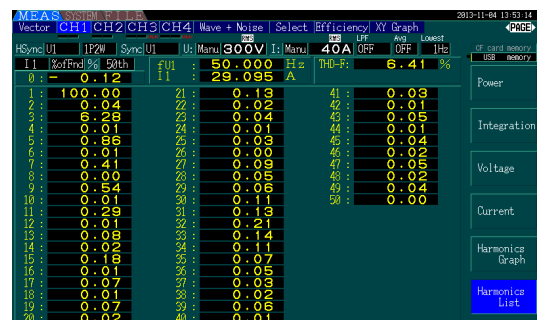 MEAS SYSTEM FILE 2013-11-04 13:53:14
Vector CH1 CH2 CH3 CH4 Wave + Noise Select Efficiency XY Graph PAGE
LPF Avg Lowest
HSync U1 1P2W Sync U1 U: Manu 300V I: Manu 40A OFF OFF 1Hz
CF card memory
USB memory
I1 %ofFnd % 50th fU1 : 50.000 Hz THD-F: 6.41 %
0 : - 0.12 I1 : 29.095 A
1 : 100.00 21 : 0.13 41 : 0.03
2 : 0.04 22 : 0.02 42 : 0.01
3 : 6.28 23 : 0.04 43 : 0.05
4 : 0.01 24 : 0.01 44 : 0.01
5 : 0.86 25 : 0.03 45 : 0.04
6 : 0.01 26 : 0.00 46 : 0.02
7 : 0.41 27 : 0.09 47 : 0.05
8 : 0.00 28 : 0.05 48 : 0.02
9 : 0.54 29 : 0.06 49 : 0.04
10 : 0.01 30 : 0.11 50 : 0.00
11 : 0.29 31 : 0.13
12 : 0.01 32 : 0.21
13 : 0.08 33 : 0.14
14 : 0.02 34 : 0.11
15 : 0.18 35 : 0.07
16 : 0.01 36 : 0.05
17 : 0.07 37 : 0.03
18 : 0.01 38 : 0.02
19 : 0.07 39 : 0.06
20 : 0.02 40 : 0.01
Power
Integration
Voltage
Current
Harmonics
Graph
Harmonics
List